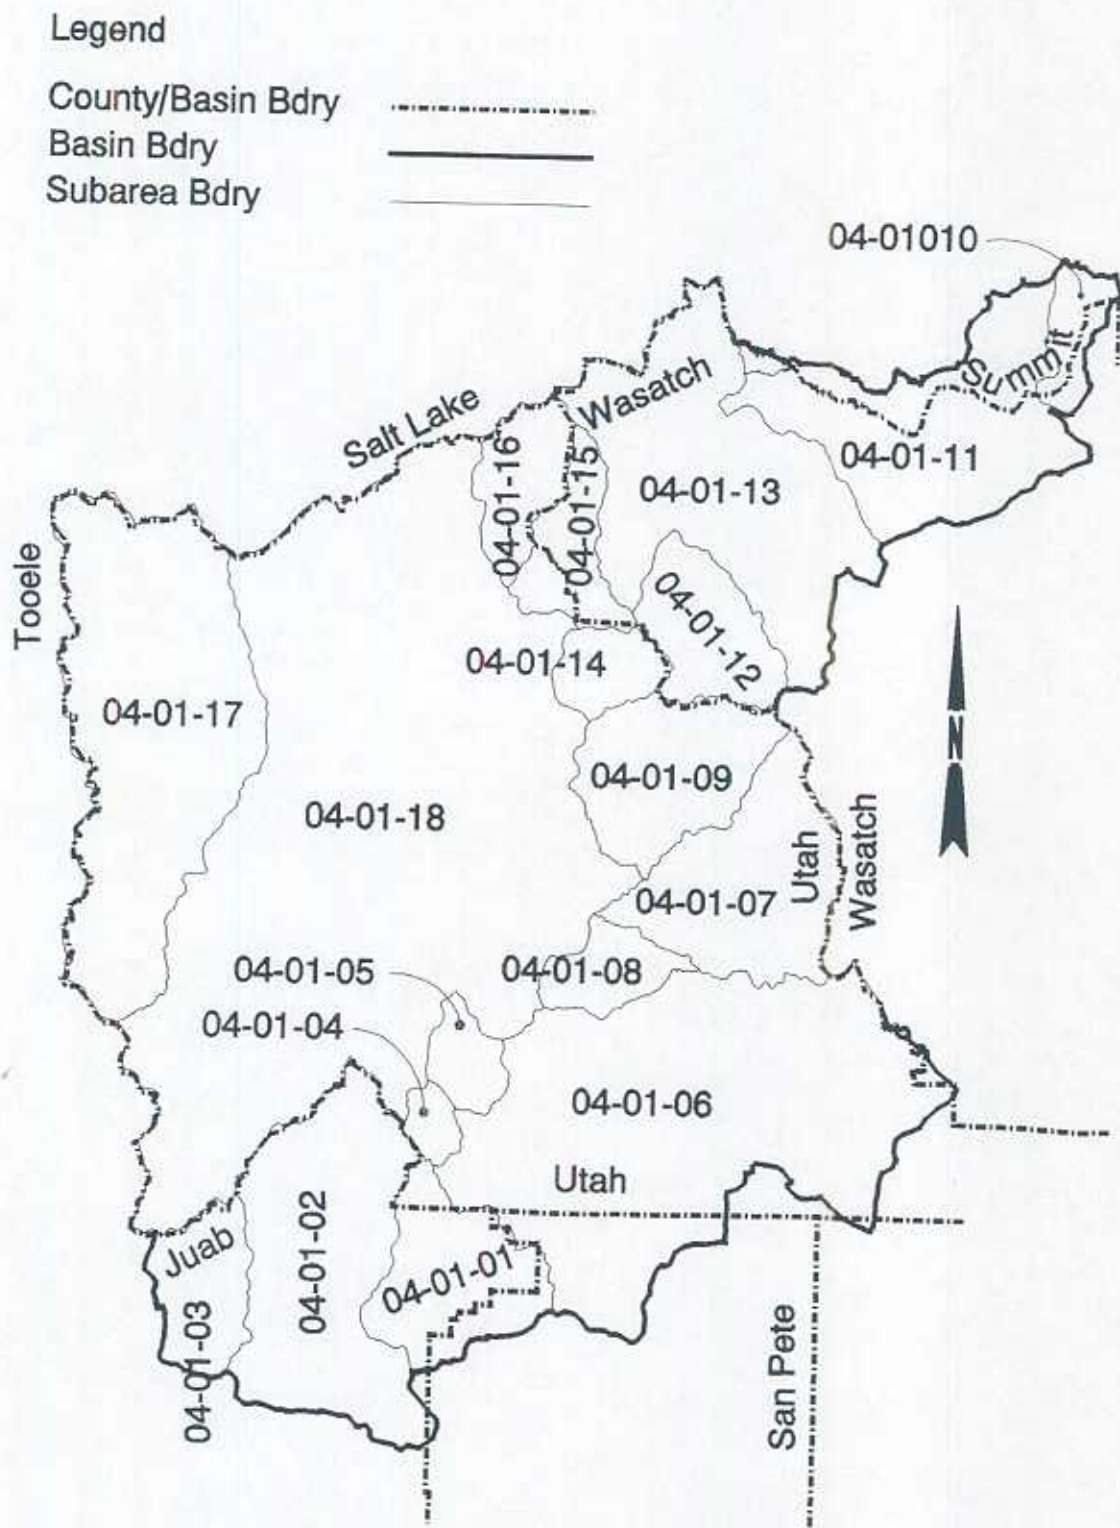 Legend
County/Basin Bdry
Basin Bdry
Subarea Bdry
04-01010
Summit
Wasatch
Salt Lake
04-01-16
04-01-15
04-01-13
04-01-11
Tooele
04-01-12
04-01-14
04-01-17
N
04-01-09
04-01-18
Utah
Wasatch
04-01-07
04-01-05
04-01-08
04-01-04
04-01-06
Utah
04-01-02
Juab
04-01-01
04-01-03
San Pete